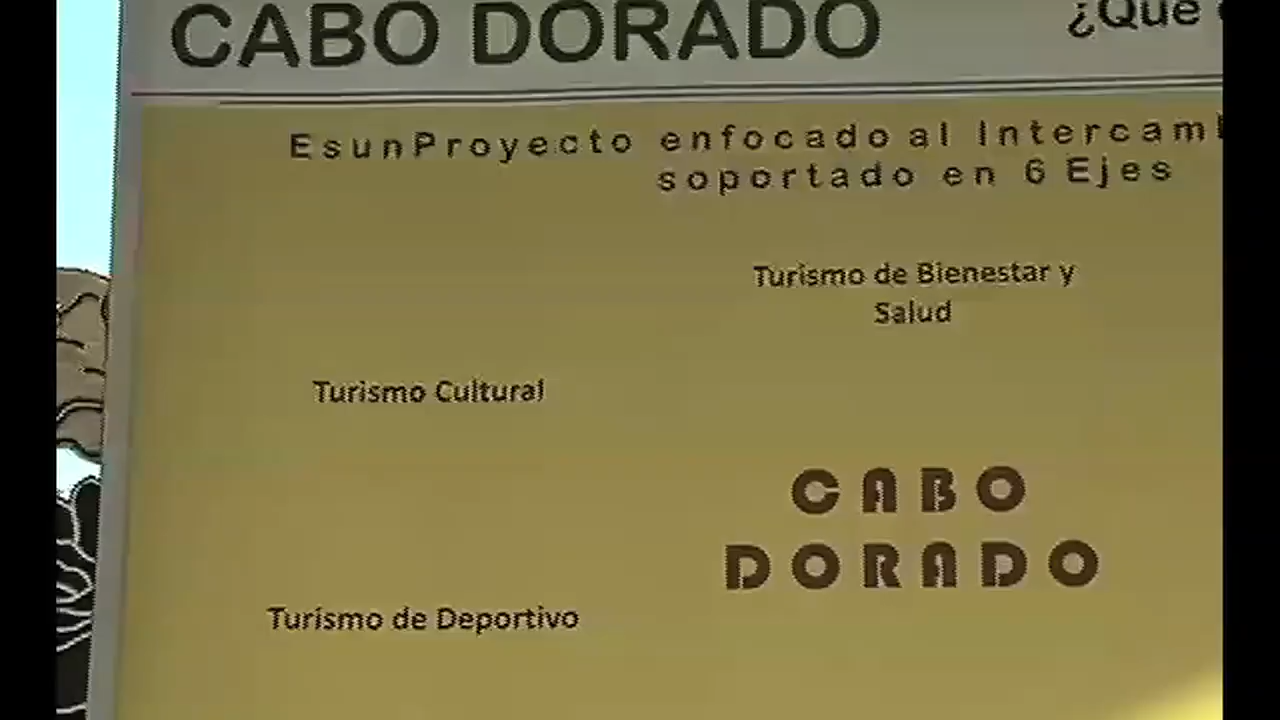 CABO DORADO
¿Que
EsunProyecto enfocado al
soportado en 6 Ejes
Turismo de Bienestar y
Salud
Turismo Cultural
CABO
DORADO
Turismo de Deportivo